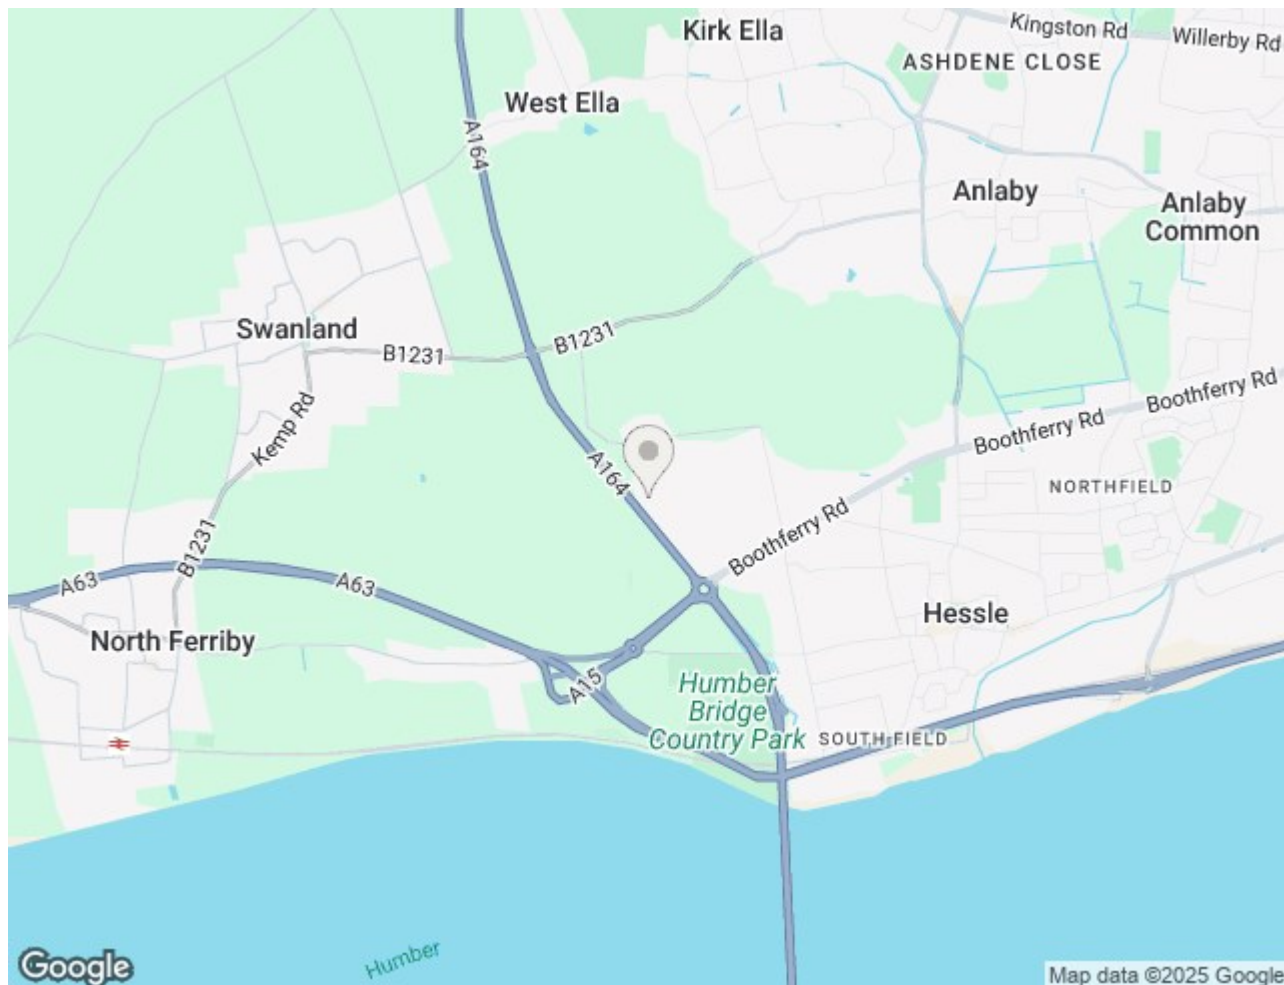 Kirk Ella
Kingston Rd
Willerby Rd
ASHDENE CLOSE
West Ella
A164
Anlaby
Anlaby
Common
Swanland
B1231
B1231
Kemp Rd
Boothferry Rd
Boothferry Rd
A164
NORTHFIELD
Boothferry Rd
B1231
A63
A63
Hessle
North Ferriby
A15
Humber
Bridge
Country Park
SOUTH FIELD
Humber
Google
Map data ©2025 Google